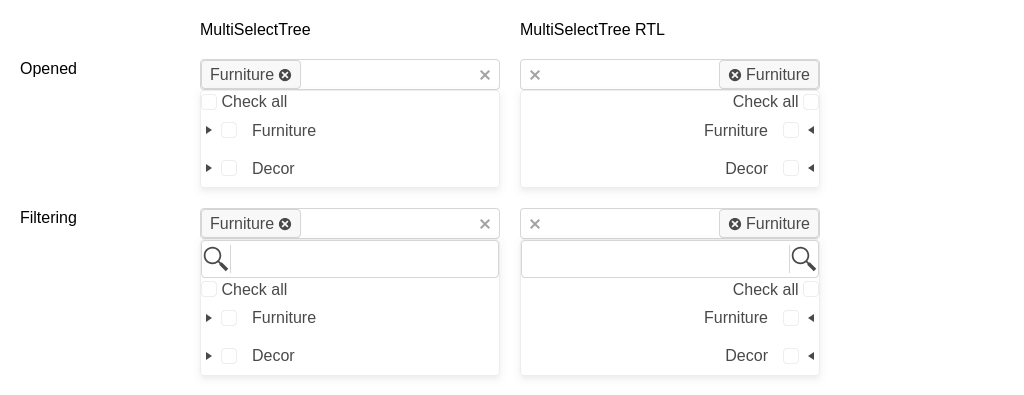 MultiSelectTree MultiSelectTree RTL
Opened
Furniture
Check all
Furniture
Decor
Furniture
Check all
Furniture
Decor
Filtering
Furniture
Check all
Furniture
Decor
Furniture
Check all
Furniture
Decor